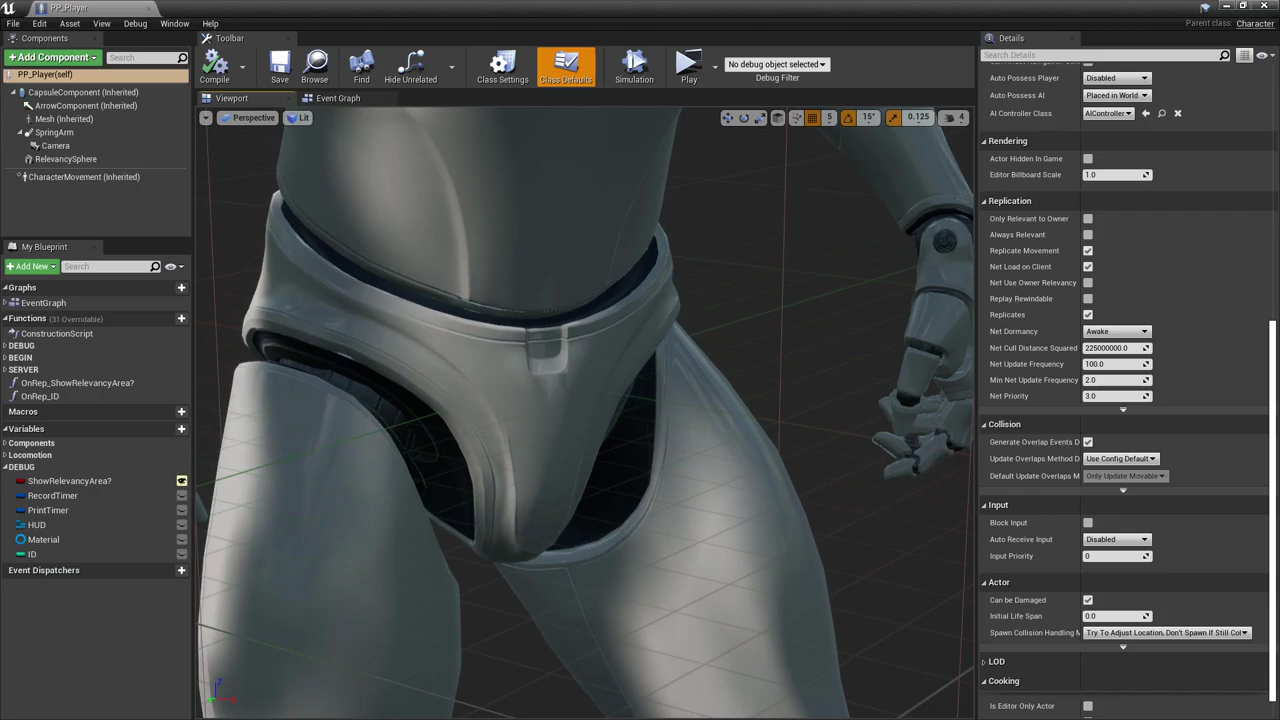 PP_Player
File Edit Asset View Debug Window Help
Parent class: Character
Components
Add Component
Search
PP_Player(self)
CapsuleComponent (Inherited)
ArrowComponent (Inherited)
Mesh (Inherited)
SpringArm
Camera
RelevancySphere
CharacterMovement (Inherited)
My Blueprint
Add New
Search
Graphs
EventGraph
Functions (31 Overridable)
ConstructionScript
DEBUG
BEGIN
SERVER
OnRep_ShowRelevancyArea?
OnRep_ID
Macros
Variables
Components
Locomotion
DEBUG
ShowRelevancyArea?
RecordTimer
PrintTimer
HUD
Material
ID
Event Dispatchers
Toolbar
Compile Save Browse Find Hide Unrelated Class Settings Class Defaults Simulation Play
No debug object selected
Debug Filter
Viewport Event Graph
Perspective Lit
5 15° 0.125 4
Z
Details
Search Details
Auto Possess Player Disabled
Auto Possess AI Placed in World
AI Controller Class AIController
Rendering
Actor Hidden In Game
Editor Billboard Scale 1.0
Replication
Only Relevant to Owner
Always Relevant
Replicate Movement
Net Load on Client
Net Use Owner Relevancy
Replay Rewindable
Replicates
Net Dormancy Awake
Net Cull Distance Squared 225000000.0
Net Update Frequency 100.0
Min Net Update Frequency 2.0
Net Priority 3.0
Collision
Generate Overlap Events D
Update Overlaps Method D Use Config Default
Default Update Overlaps M Only Update Movable
Input
Block Input
Auto Receive Input Disabled
Input Priority 0
Actor
Can be Damaged
Initial Life Span 0.0
Spawn Collision Handling M Try To Adjust Location, Don't Spawn If Still Col
LOD
Cooking
Is Editor Only Actor